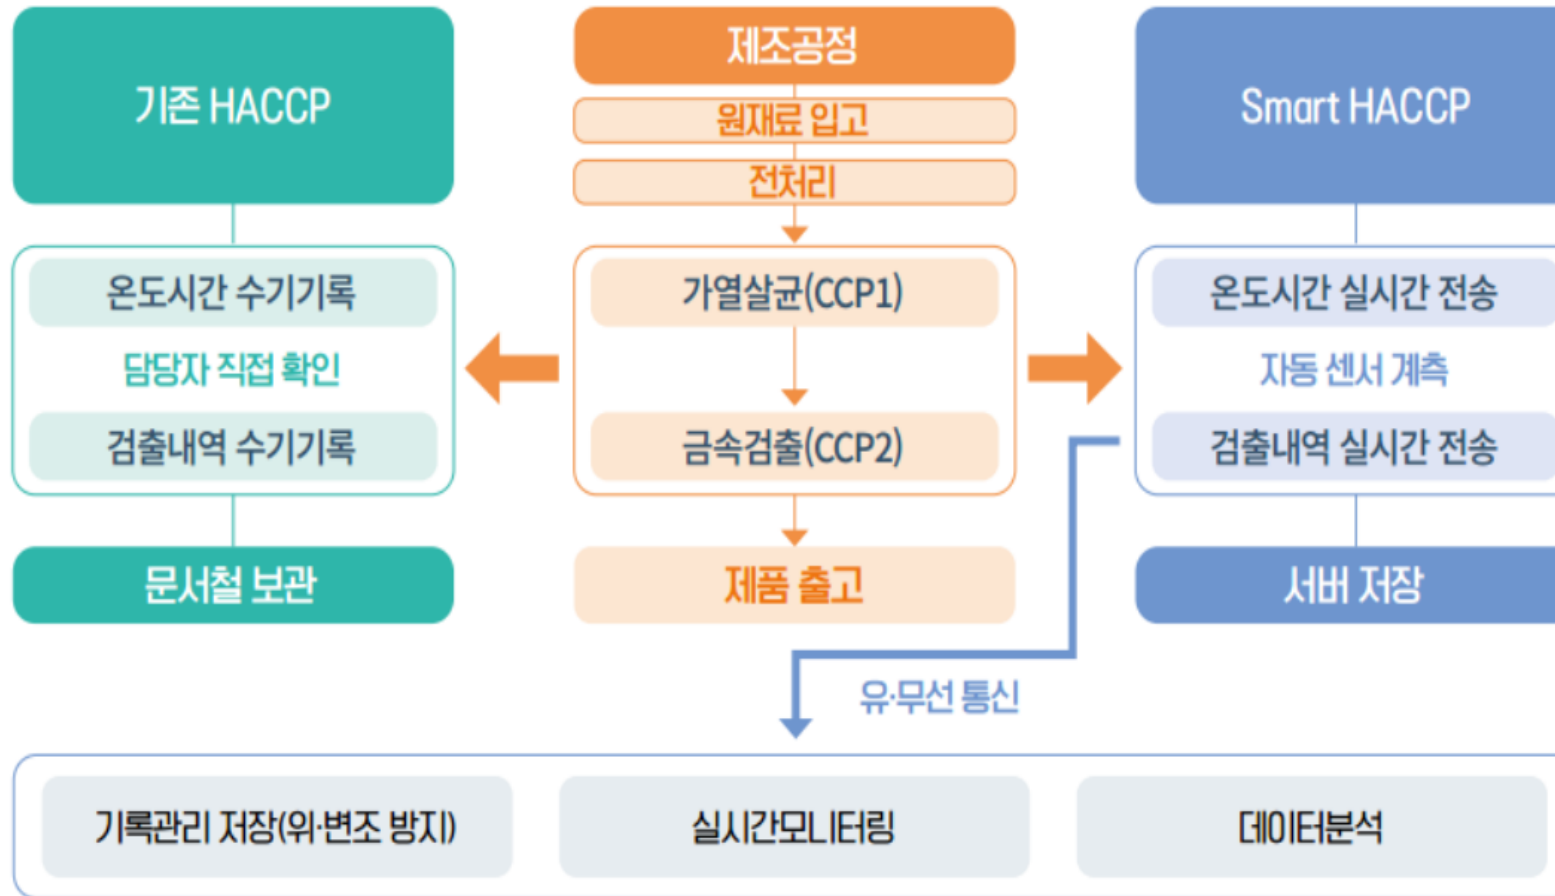 기존 HACCP
온도시간 수기기록
담당자 직접 확인
검출내역 수기기록
문서철 보관
제조공정
원재료 입고
전처리
가열살균(CCP1)
금속검출(CCP2)
제품 출고
Smart HACCP
온도시간 실시간 전송
자동 센서 계측
검출내역 실시간 전송
서버 저장
유·무선 통신
기록관리 저장(위·변조 방지)
실시간모니터링
데이터분석